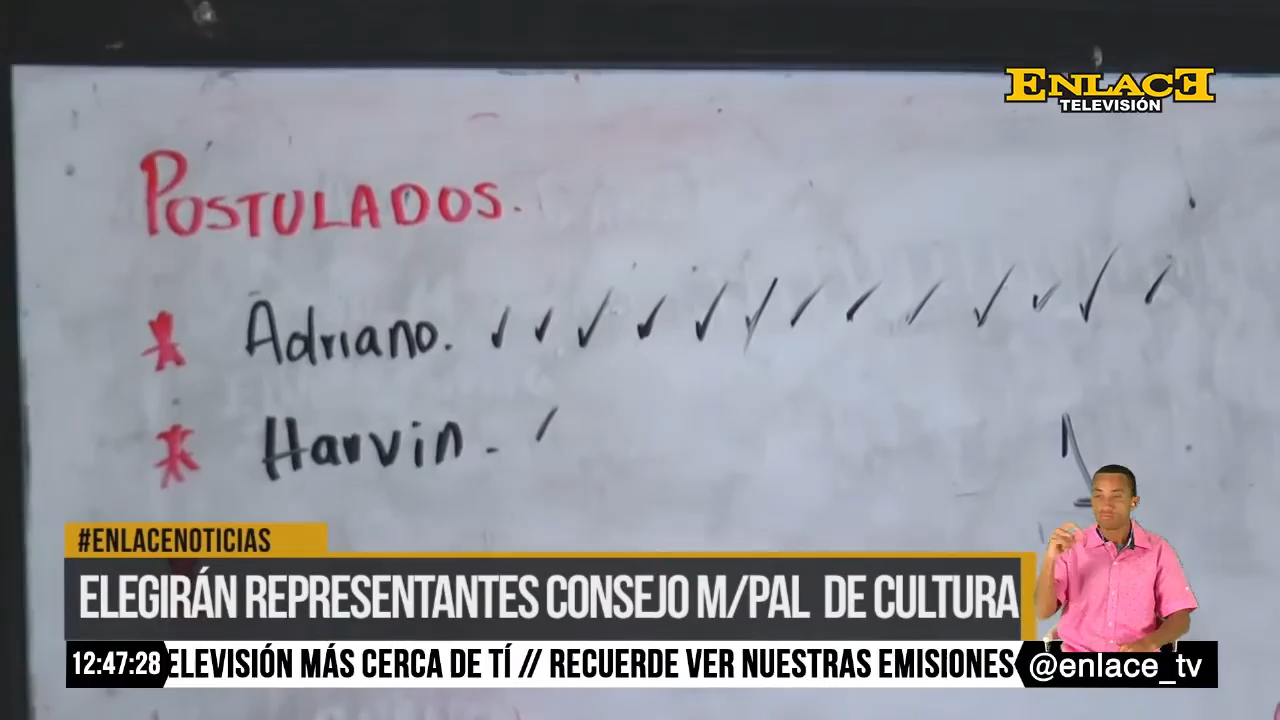 ENLACE
TELEVISIÓN
POSTULADOS.
Adriano.
Harvin -
#ENLACENOTICIAS
ELEGIRÁN REPRESENTANTES CONSEJO M/PAL DE CULTURA
12:47:28 ELEVISIÓN MÁS CERCA DE TÍ // RECUERDE VER NUESTRAS EMISIONES @enlace_tv